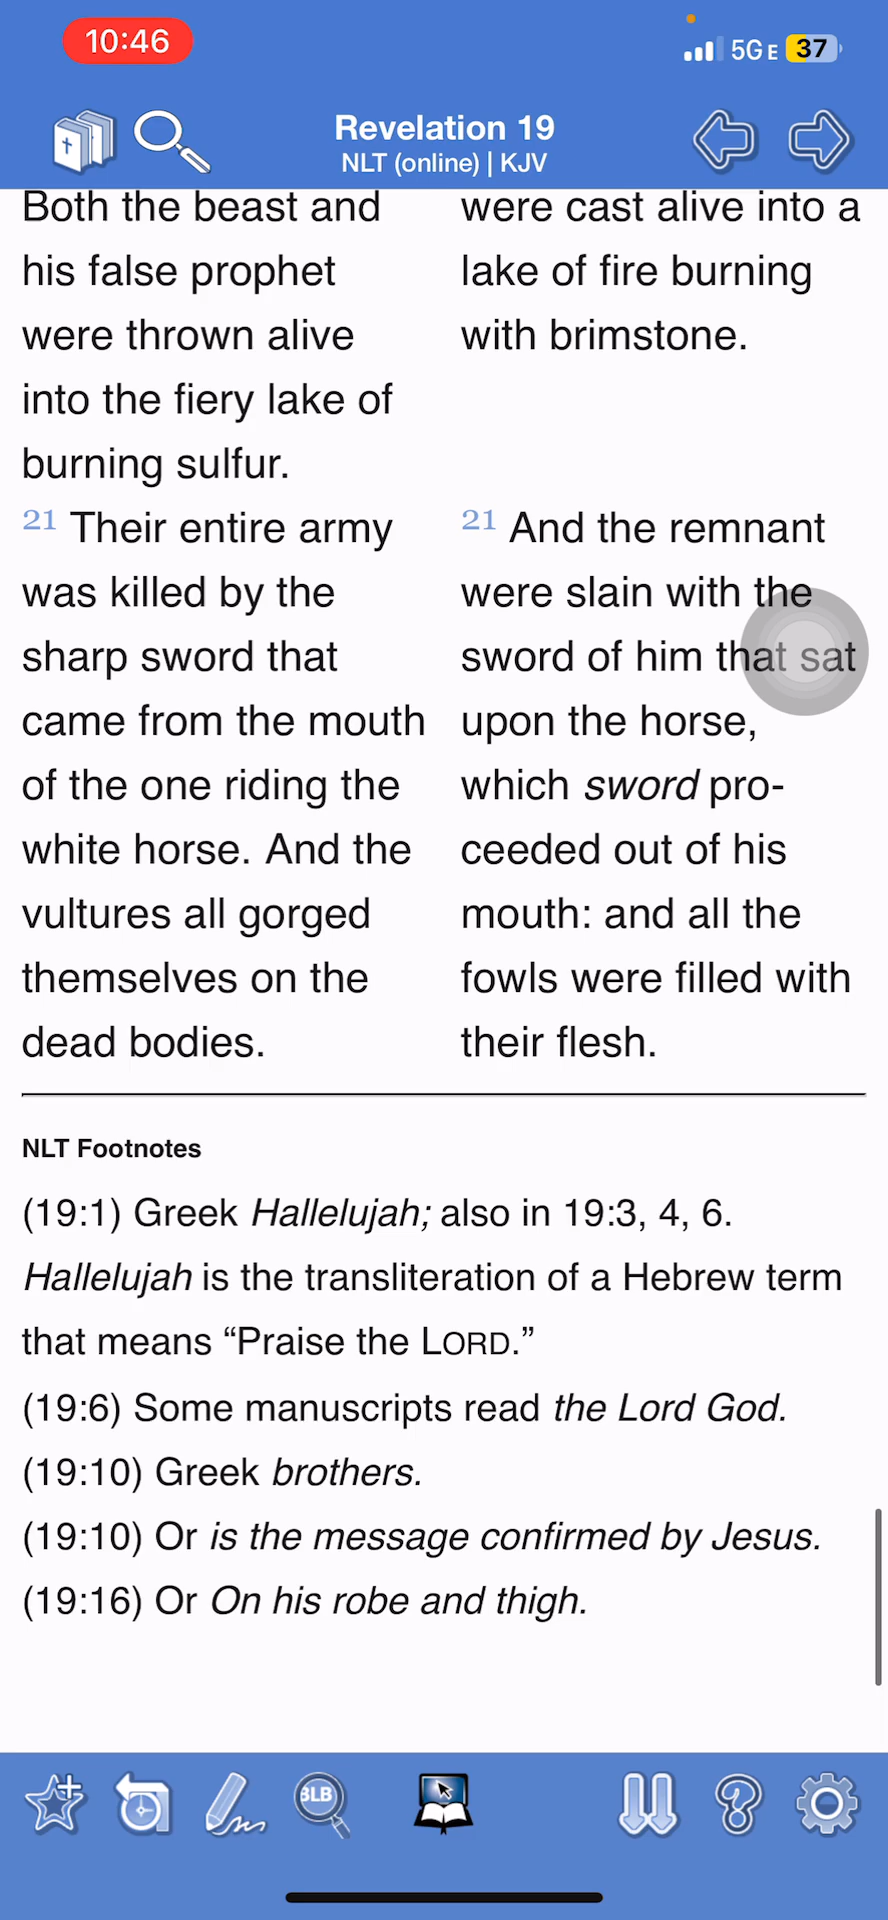 10:46
5GE 37
Revelation 19
NLT (online) | KJV
Both the beast and
his false prophet
were thrown alive
into the fiery lake of
burning sulfur.
21 Their entire army
was killed by the
sharp sword that
came from the mouth
of the one riding the
white horse. And the
vultures all gorged
themselves on the
dead bodies.
were cast alive into a
lake of fire burning
with brimstone.
21 And the remnant
were slain with the
sword of him that sat
upon the horse,
which sword pro-
ceeded out of his
mouth: and all the
fowls were filled with
their flesh.
NLT Footnotes
(19:1) Greek Hallelujah; also in 19:3, 4, 6.
Hallelujah is the transliteration of a Hebrew term
that means “Praise the LORD.”
(19:6) Some manuscripts read the Lord God.
(19:10) Greek brothers.
(19:10) Or is the message confirmed by Jesus.
(19:16) Or On his robe and thigh.
BLB